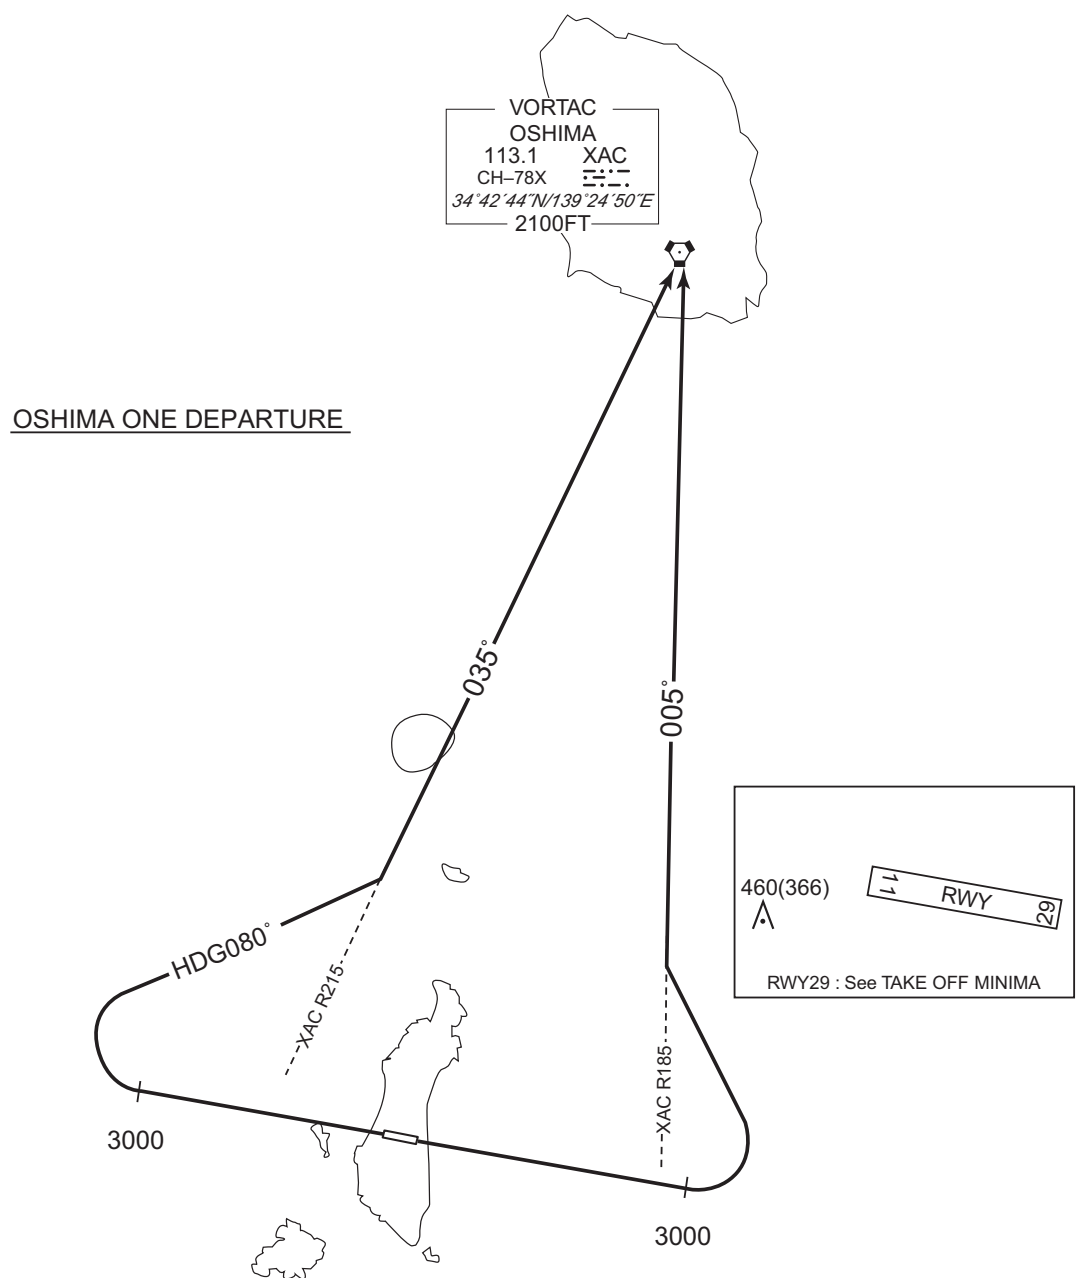 VORTAC
OSHIMA
113.1 XAC
CH–78X
34°42´44˝N/139°24´50˝E
2100FT
OSHIMA ONE DEPARTURE
035°
005°
460(366)
11 RWY 29
RWY29 : See TAKE OFF MINIMA
HDG080°
XAC R215
XAC R185
3000
3000